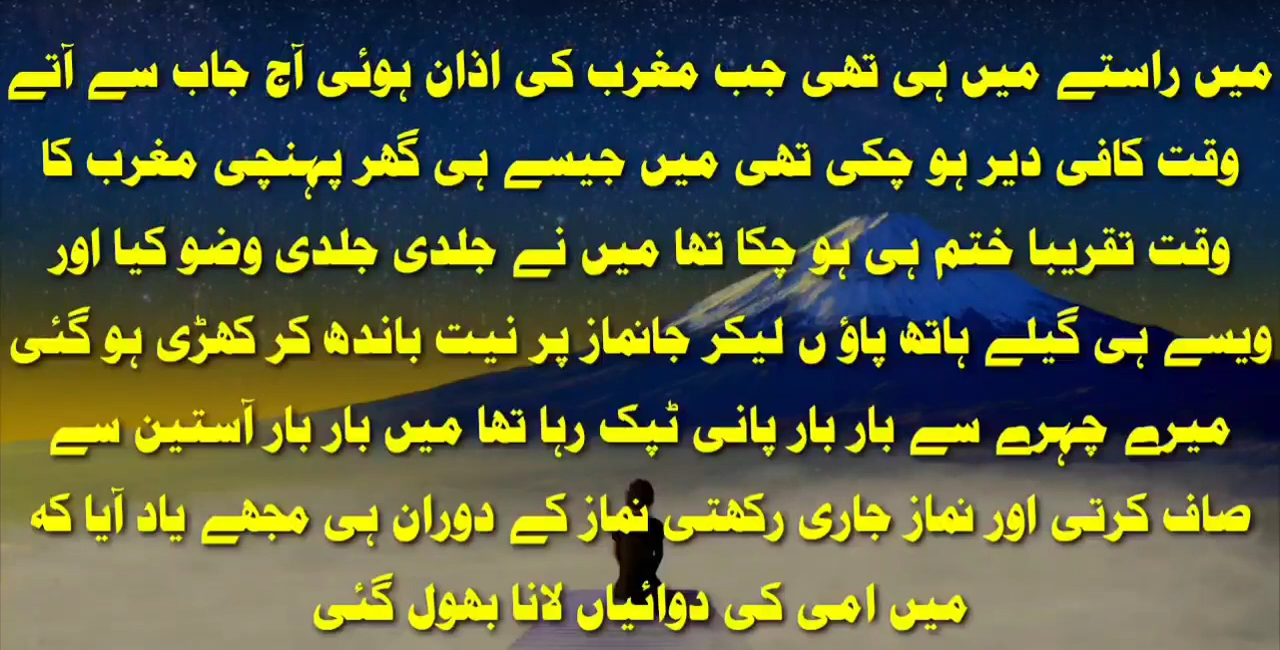 میں راستے میں ہی تھی جب مغرب کی اذان ہوئی آج جاب سے آتے
وقت کافی دیر ہو چکی تھی میں جیسے ہی گھر پہنچی مغرب کا
وقت تقریبا ختم ہی ہو چکا تھا میں نے جلدی جلدی وضو کیا اور
ویسے ہی گیلے ہاتھ پاؤ ں لیکر جانماز پر نیت باندھ کر کھڑی ہو گئی
میرے چہرے سے بار بار پانی ٹپک رہا تھا میں بار بار آستین سے
صاف کرتی اور نماز جاری رکھتی نماز کے دوران ہی مجھے یاد آیا کہ
میں امی کی دوائیاں لانا بھول گئی